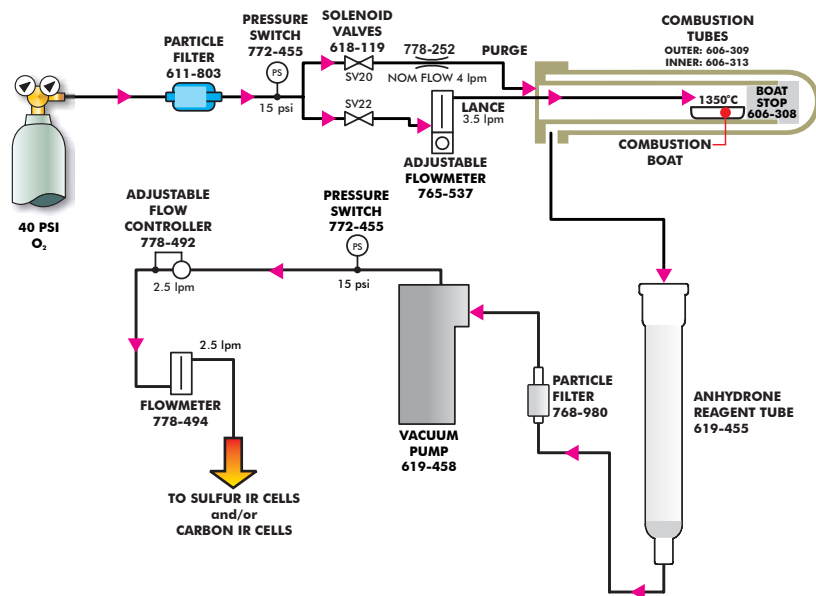 PARTICLE
FILTER
611-803
PRESSURE
SWITCH
772-455
PS
15 psi
SOLENOID
VALVES
618-119
SV20
SV22
778-252
NOM FLOW 4 lpm
PURGE
LANCE
3.5 lpm
ADJUSTABLE
FLOWMETER
765-537
COMBUSTION
TUBES
OUTER: 606-309
INNER: 606-313
1350°C
BOAT
STOP
606-308
COMBUSTION
BOAT
40 PSI
O₂
ADJUSTABLE
FLOW
CONTROLLER
778-492
2.5 lpm
PRESSURE
SWITCH
772-455
PS
15 psi
2.5 lpm
FLOWMETER
778-494
VACUUM
PUMP
619-458
PARTICLE
FILTER
768-980
ANHYDRONE
REAGENT TUBE
619-455
TO SULFUR IR CELLS
and/or
CARBON IR CELLS